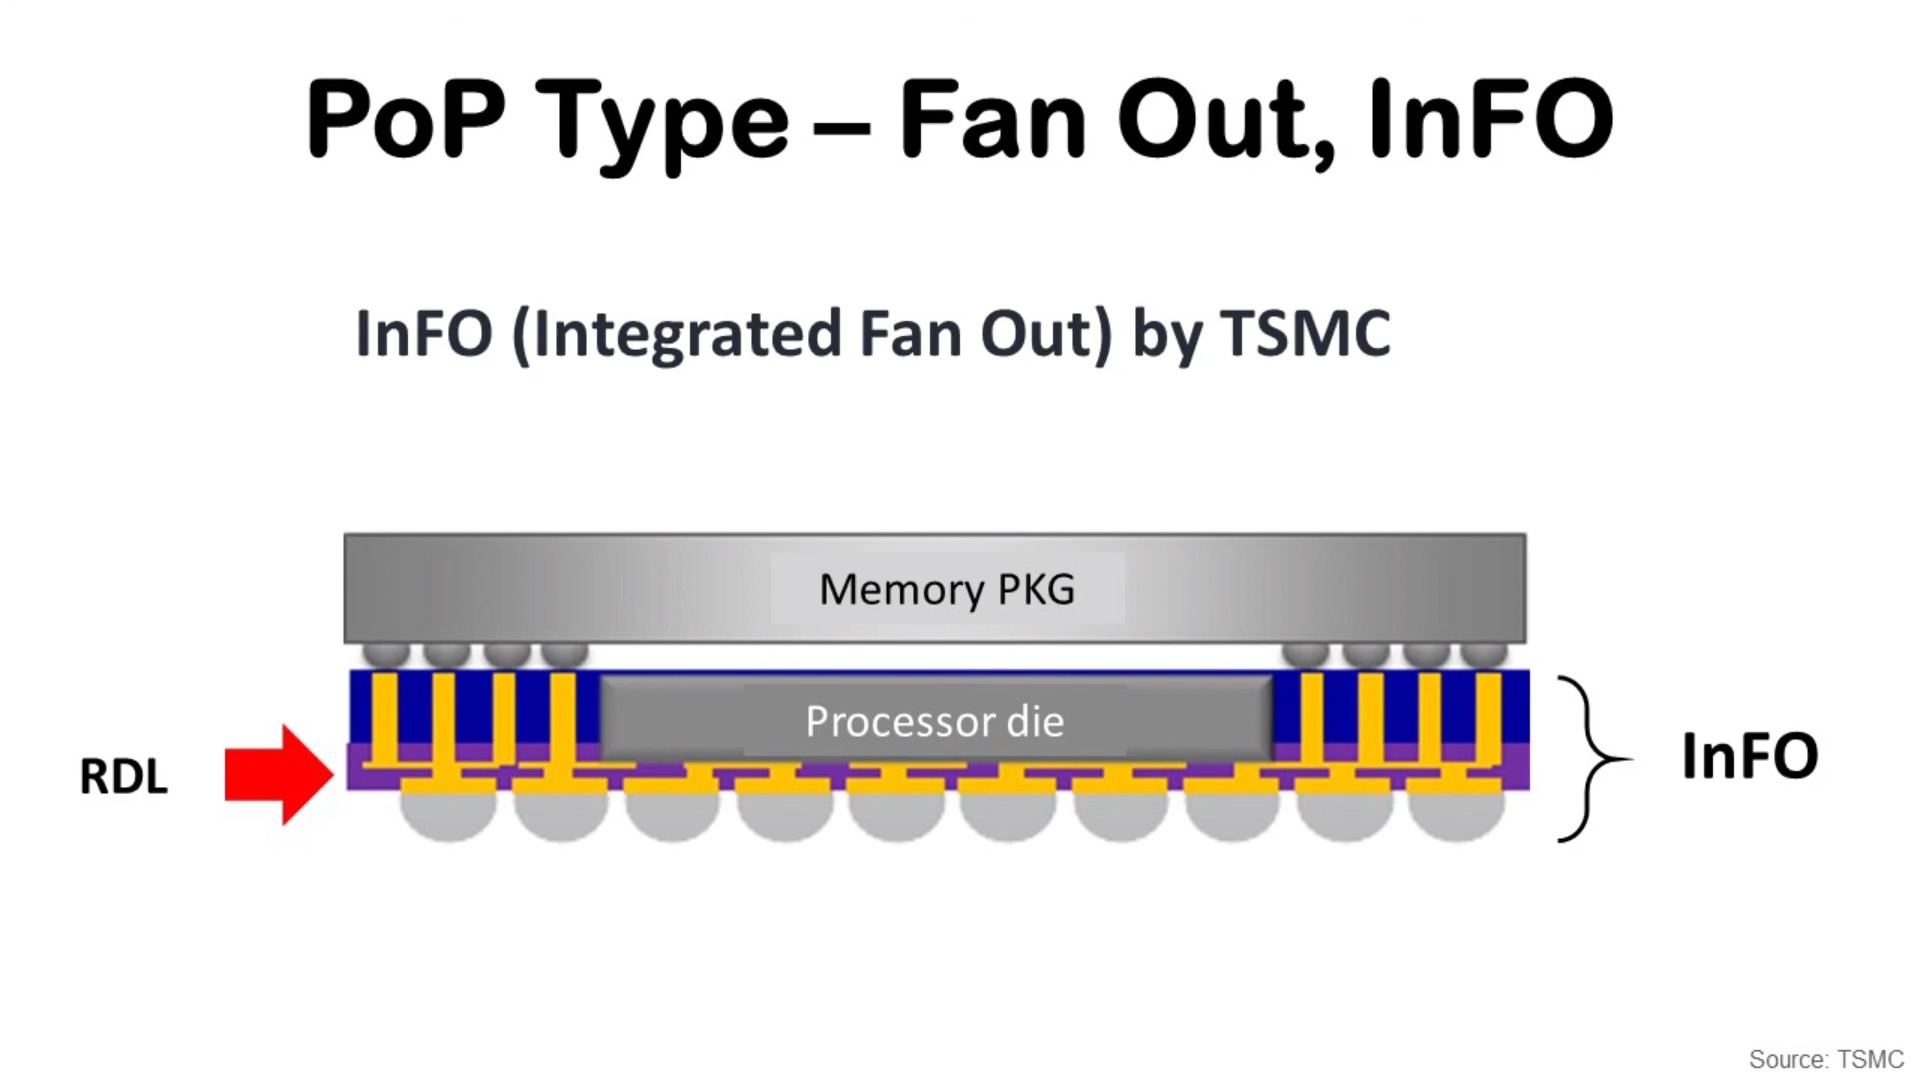 PoP Type – Fan Out, InFO
InFO (Integrated Fan Out) by TSMC
Memory PKG
Processor die
RDL
InFO
Source: TSMC